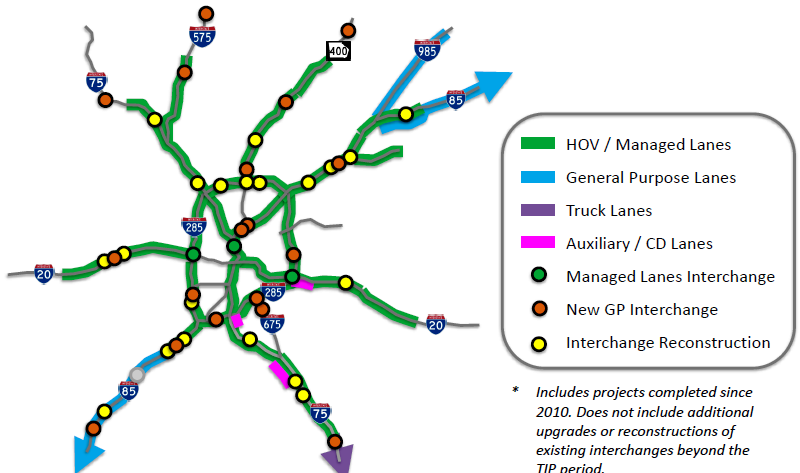 575
400
985
75
85
HOV / Managed Lanes
General Purpose Lanes
Truck Lanes
285
Auxiliary / CD Lanes
20
Managed Lanes Interchange
285
New GP Interchange
675
20
Interchange Reconstruction
85
75
* Includes projects completed since
2010. Does not include additional
upgrades or reconstructions of
existing interchanges beyond the
TIP period.